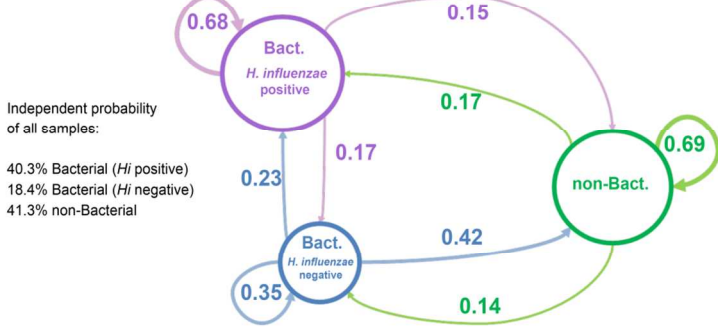 0.68
0.15
Bact.
H. influenzae
positive
0.17
Independent probability
of all samples:
0.69
40.3% Bacterial (Hi positive)
18.4% Bacterial (Hi negative)
41.3% non-Bacterial
0.17
0.23
non-Bact.
Bact.
H. influenzae
negative
0.42
0.35
0.14